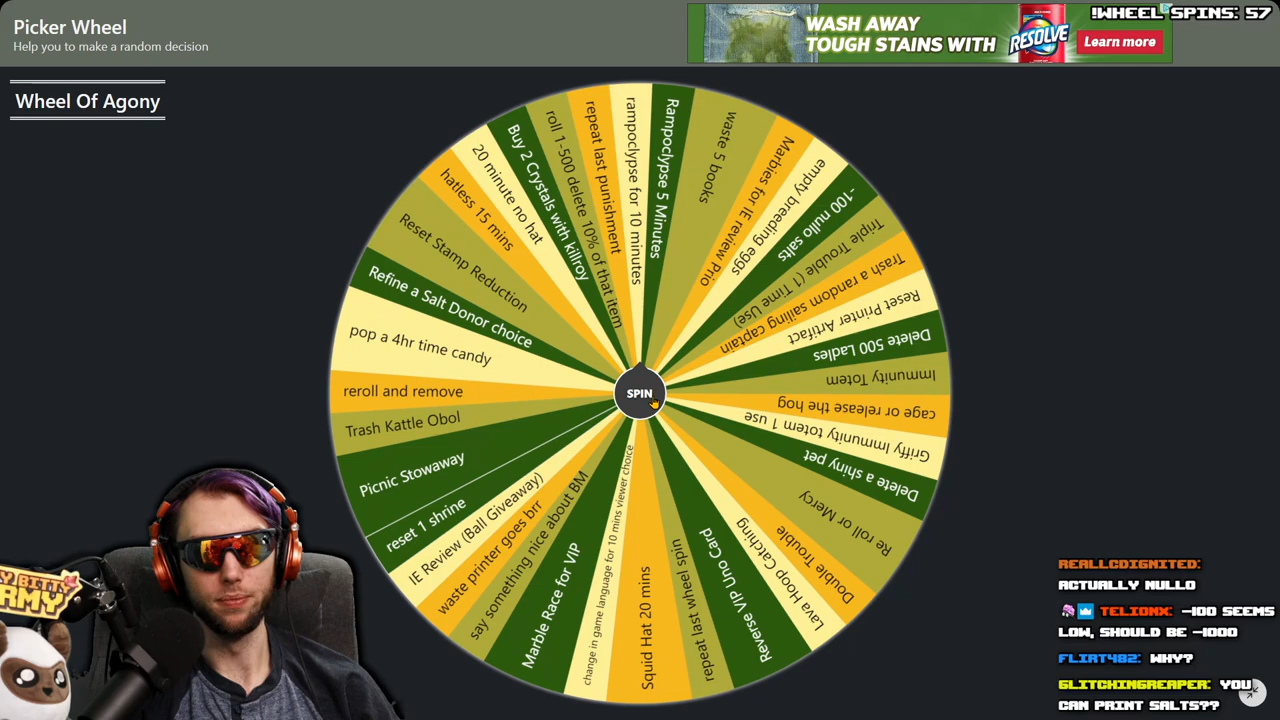 Picker Wheel
Help you to make a random decision
WASH AWAY
TOUGH STAINS WITH
RESOLVE
Learn more
!WHEEL SPINS: 57
Wheel Of Agony
rampoclypse for 10 minutes
Rampoclypse 5 Minutes
waste 5 books
Marbies for IE review Prio
empty breeding eggs
-100 nullo salts
Triple Trouble (1 Time Use)
Trash a random sailing captain
Reset Printer Artifact
Delete 500 Ladles
Immunity Totem
cage or release the hog
Griffy Immunity totem 1 use
Delete a shiny pet
Re roll or Mercy
Double Trouble
Lava Hoop Catching
Reverse VIP Uno Card
repeat last wheel spin
Squid Hat 20 mins
change in game language for 10 mins viewer choice
Marble Race for VIP
say something nice about BM
waste printer goes brr
IE Review (Ball Giveaway)
reset 1 shrine
Picnic Stowaway
Trash Kattle Obol
reroll and remove
pop a 4hr time candy
Refine a Salt Donor choice
Reset Stamp Reduction
hatless 15 mins
20 minute no hat
Buy 2 Crystals with killroy
roll 1-500 delete 10% of that item
repeat last punishment
SPIN
REALLCDIGNITED:
ACTUALLY NULLO
TELIONX: -100 SEEMS
LOW, SHOULD BE -1000
FLIRT482: WHY?
GLITCHINGREAPER: YOU
CAN PRINT SALTS??